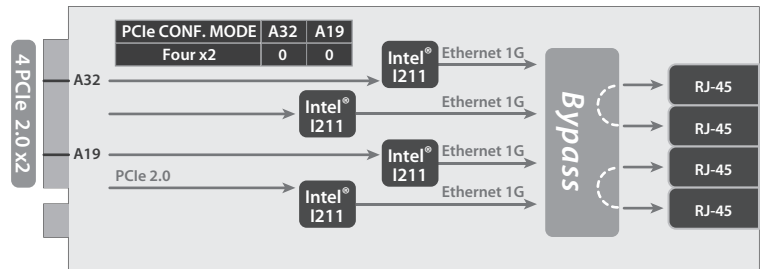 PCIe CONF. MODE A32 A19
Four x2 0 0
4 PCIe 2.0 x2
A32
Intel®
I211
Ethernet 1G
Intel®
I211
Ethernet 1G
A19
Intel®
I211
Ethernet 1G
PCIe 2.0
Intel®
I211
Ethernet 1G
Bypass
RJ-45
RJ-45
RJ-45
RJ-45